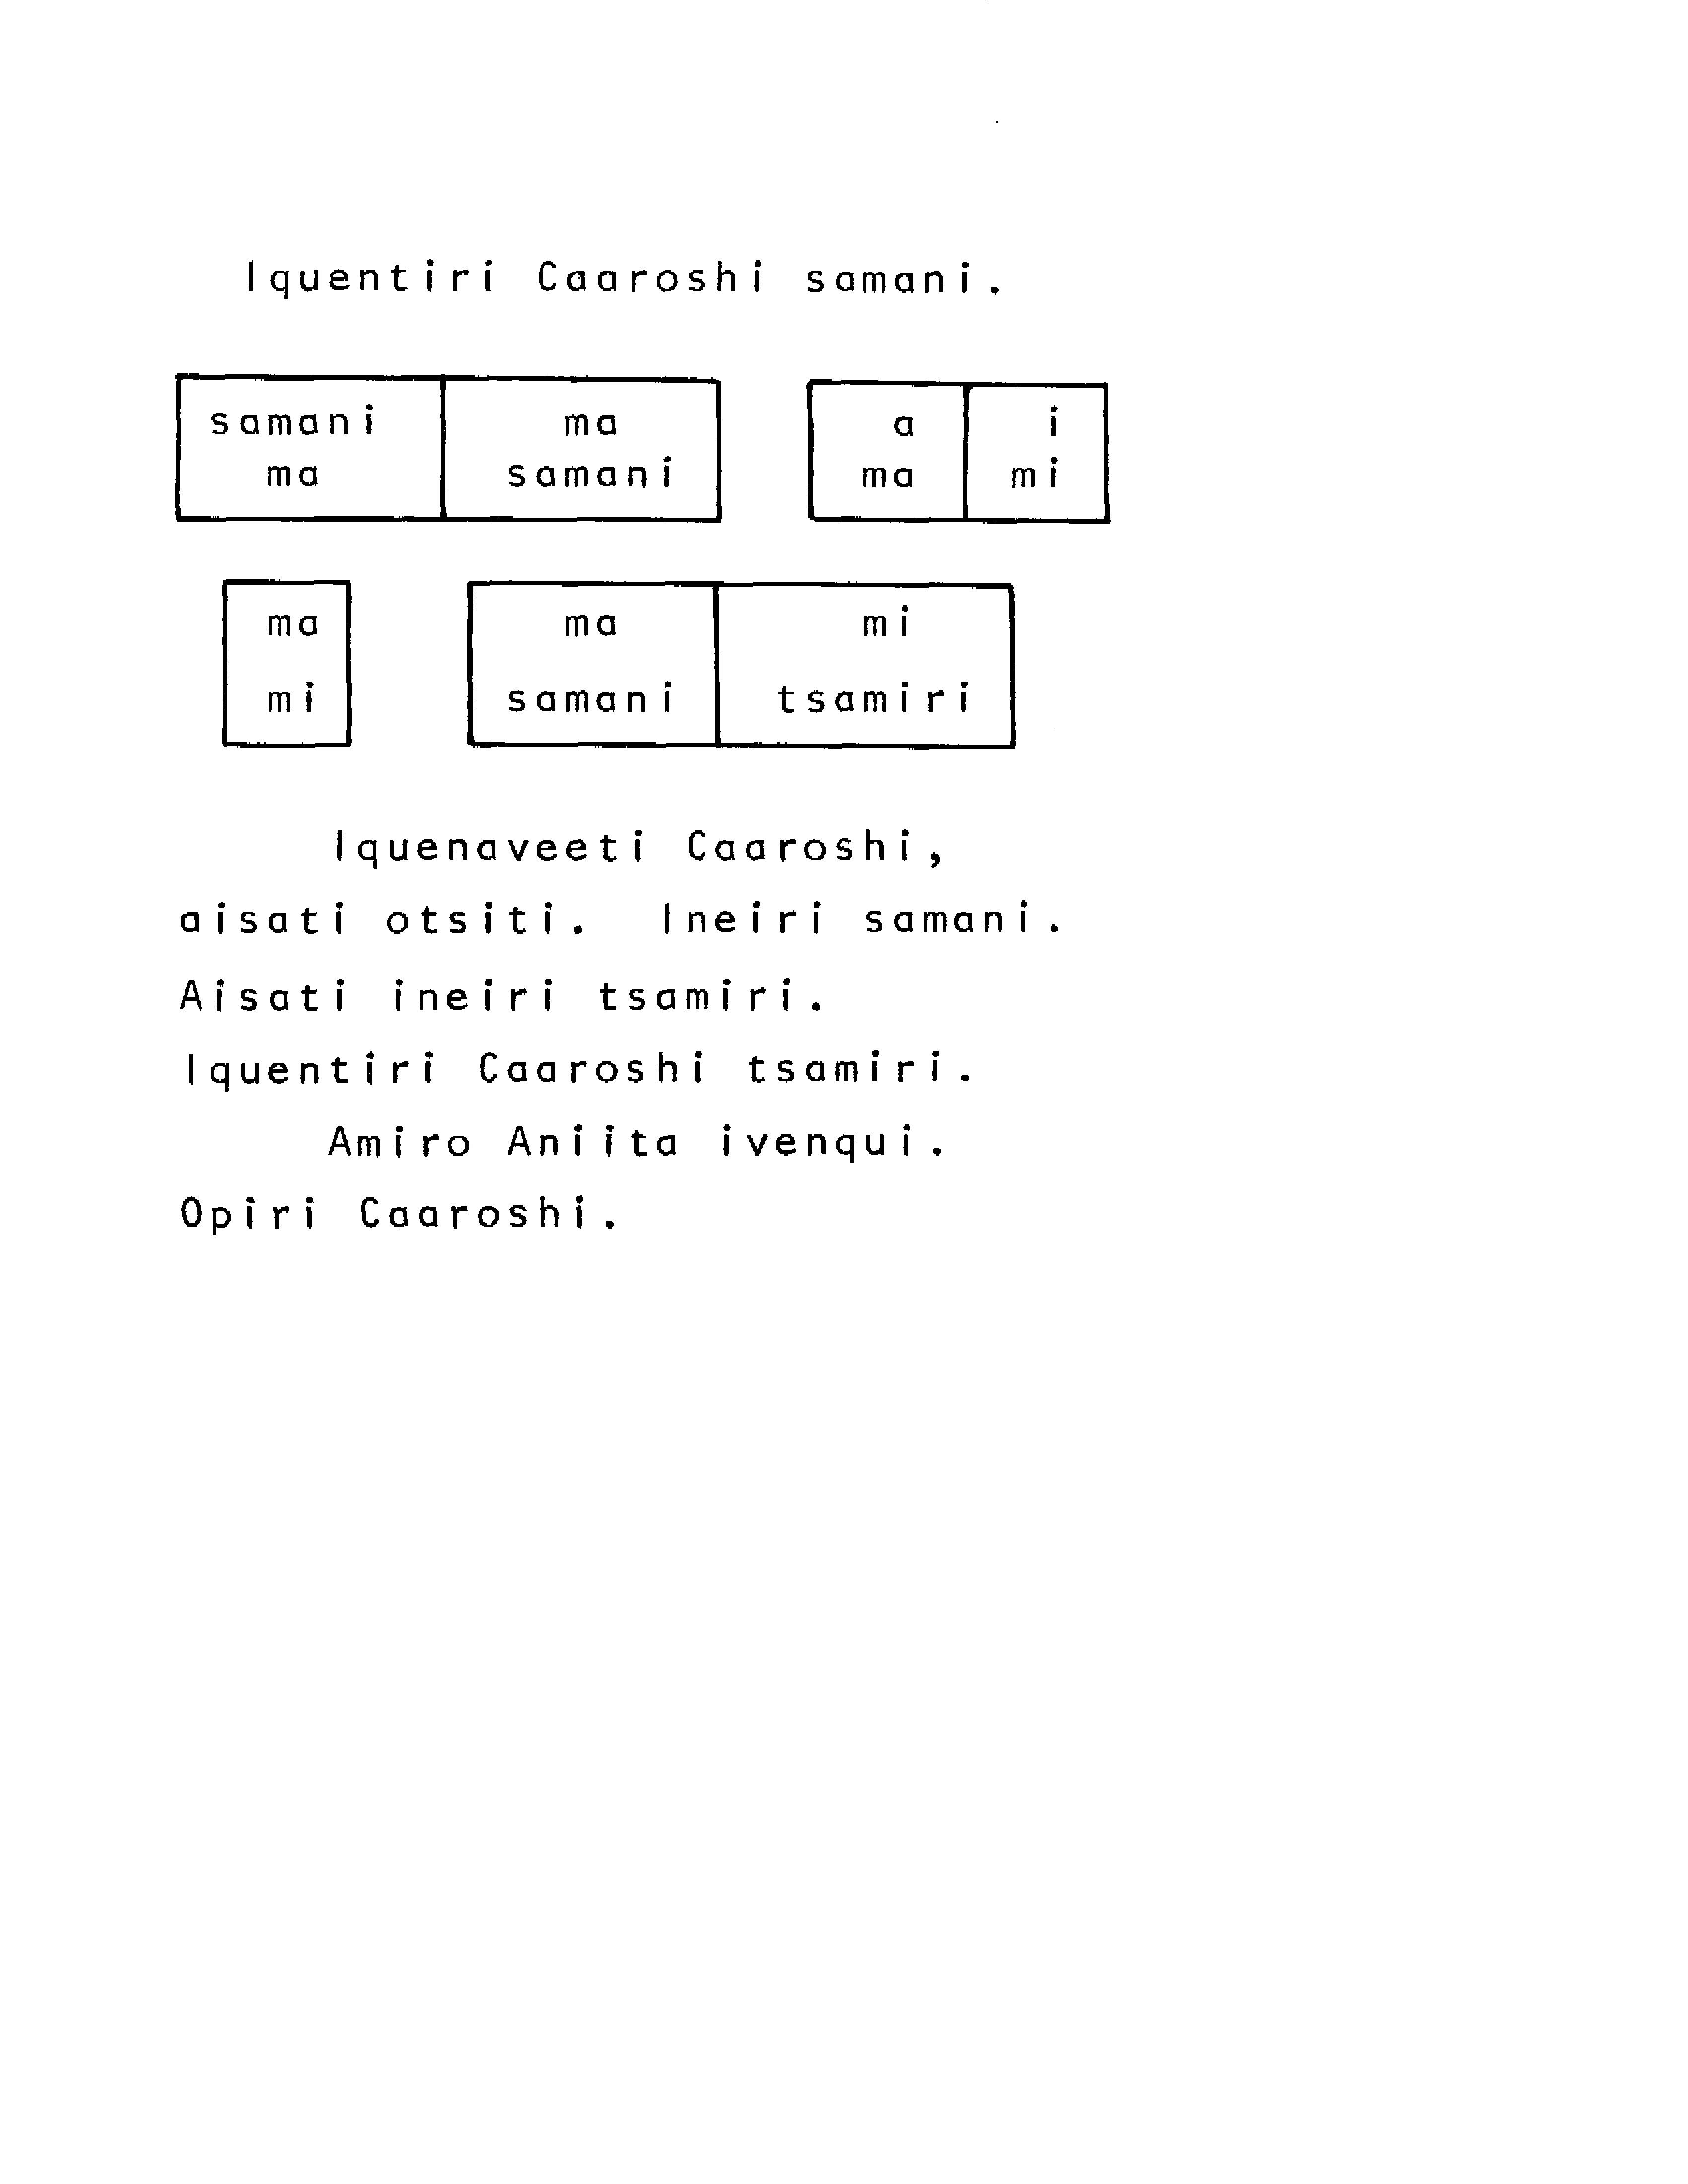 Iquentiri Caaroshi samani.
samani ma a i
ma samani ma mi
ma ma mi
mi samani tsamiri
Iquenaveeti Caaroshi,
aisati otsiti. Ineiri samani.
Aisati ineiri tsamiri.
Iquentiri Caaroshi tsamiri.
Amiro Aniita ivenqui.
Opiri Caaroshi.